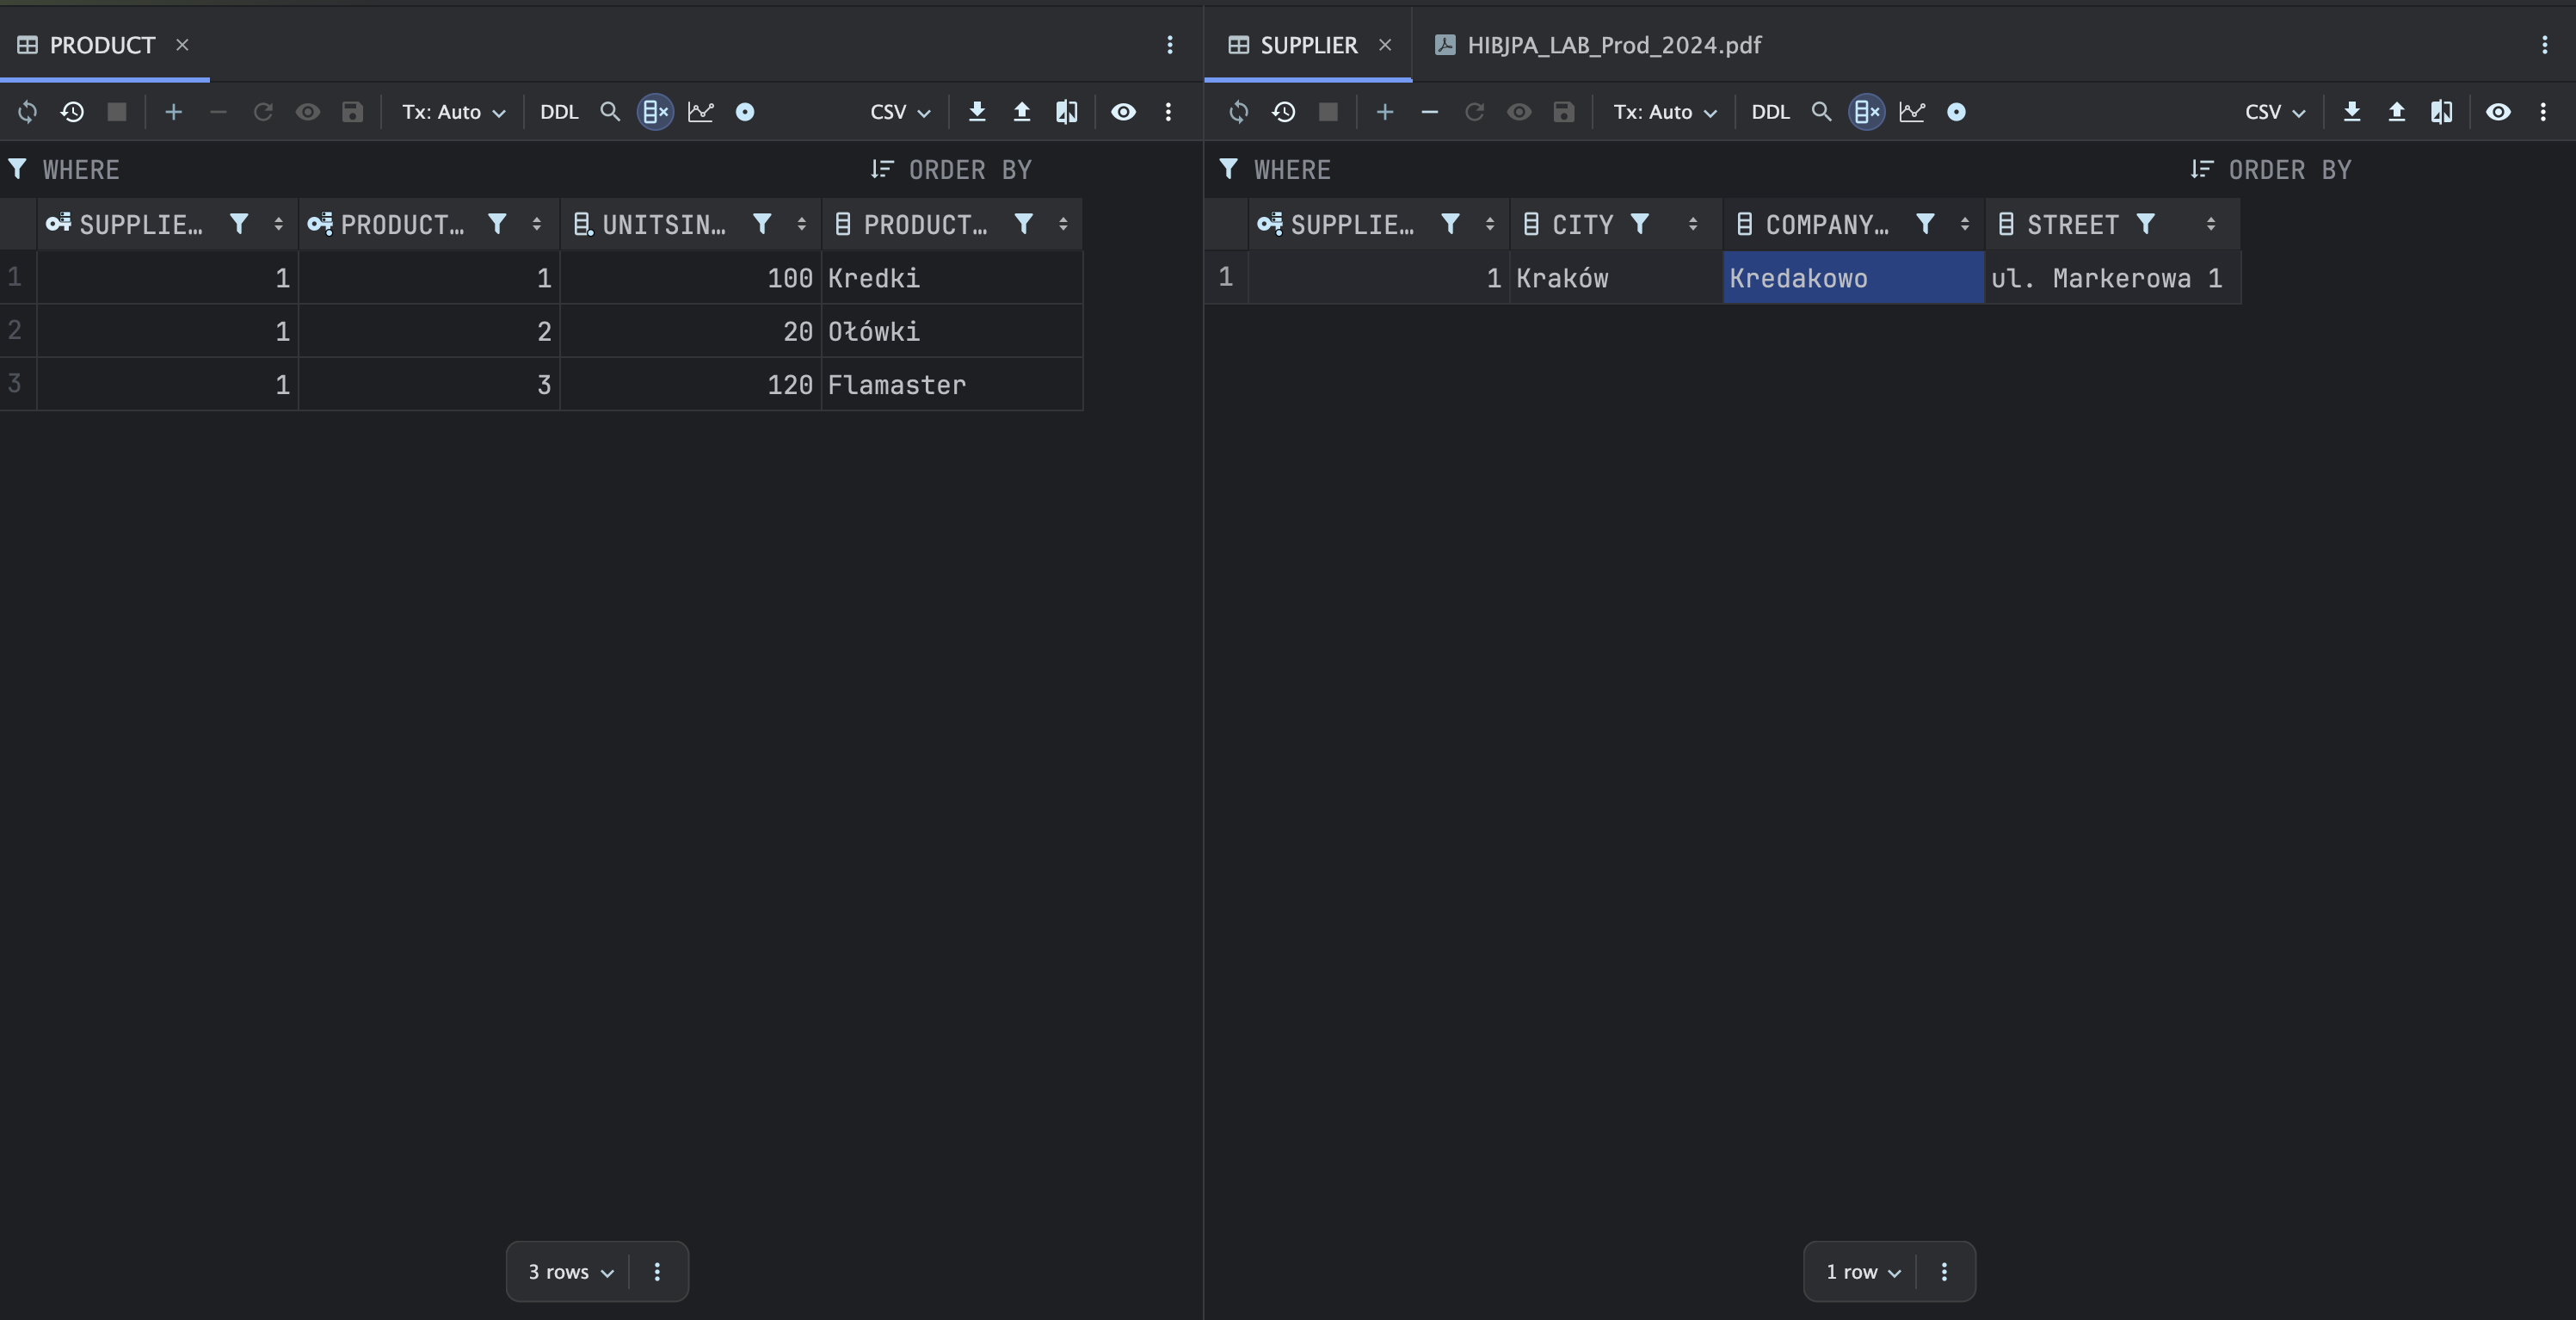 PRODUCT
Tx: Auto DDL CSV
WHERE ORDER BY
SUPPLIE… PRODUCT… UNITSIN… PRODUCT…
1 1 1 100 Kredki
2 1 2 20 Ołówki
3 1 3 120 Flamaster
3 rows
SUPPLIER HIBJPA_LAB_Prod_2024.pdf
Tx: Auto DDL CSV
WHERE ORDER BY
SUPPLIE… CITY COMPANY… STREET
1 1 Kraków Kredakowo ul. Markerowa 1
1 row